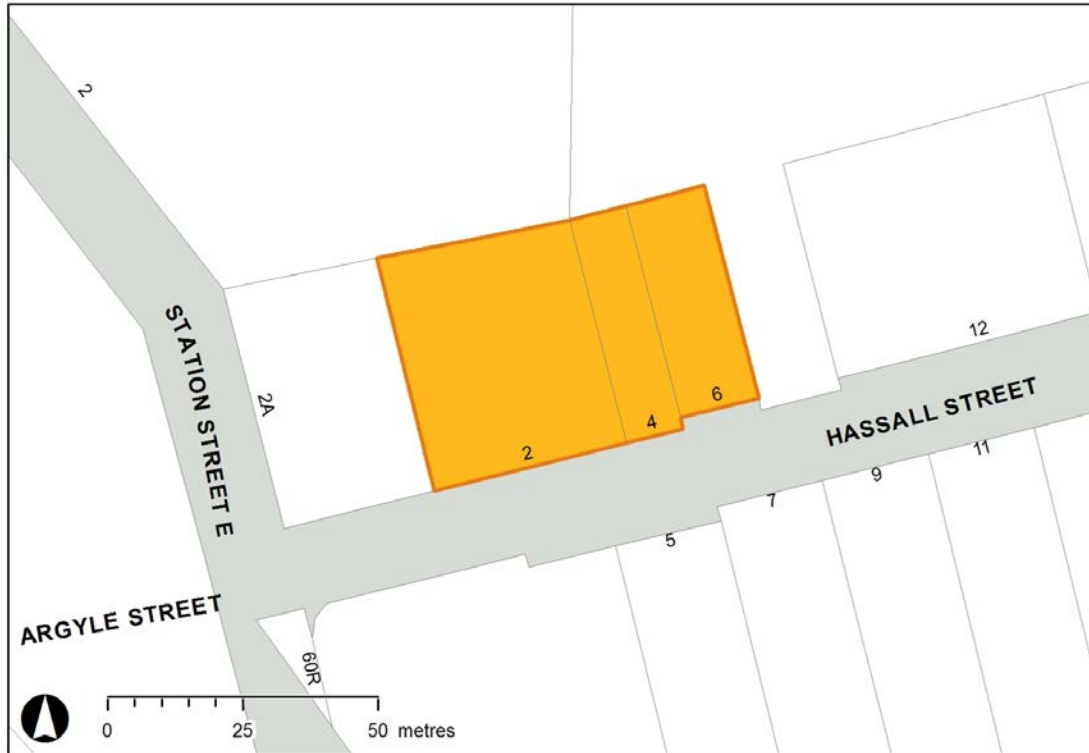 2
STATION STREET E
2A
2
4
6
12
HASSALL STREET
5
7
9
11
ARGYLE STREET
60R
0 25 50 metres